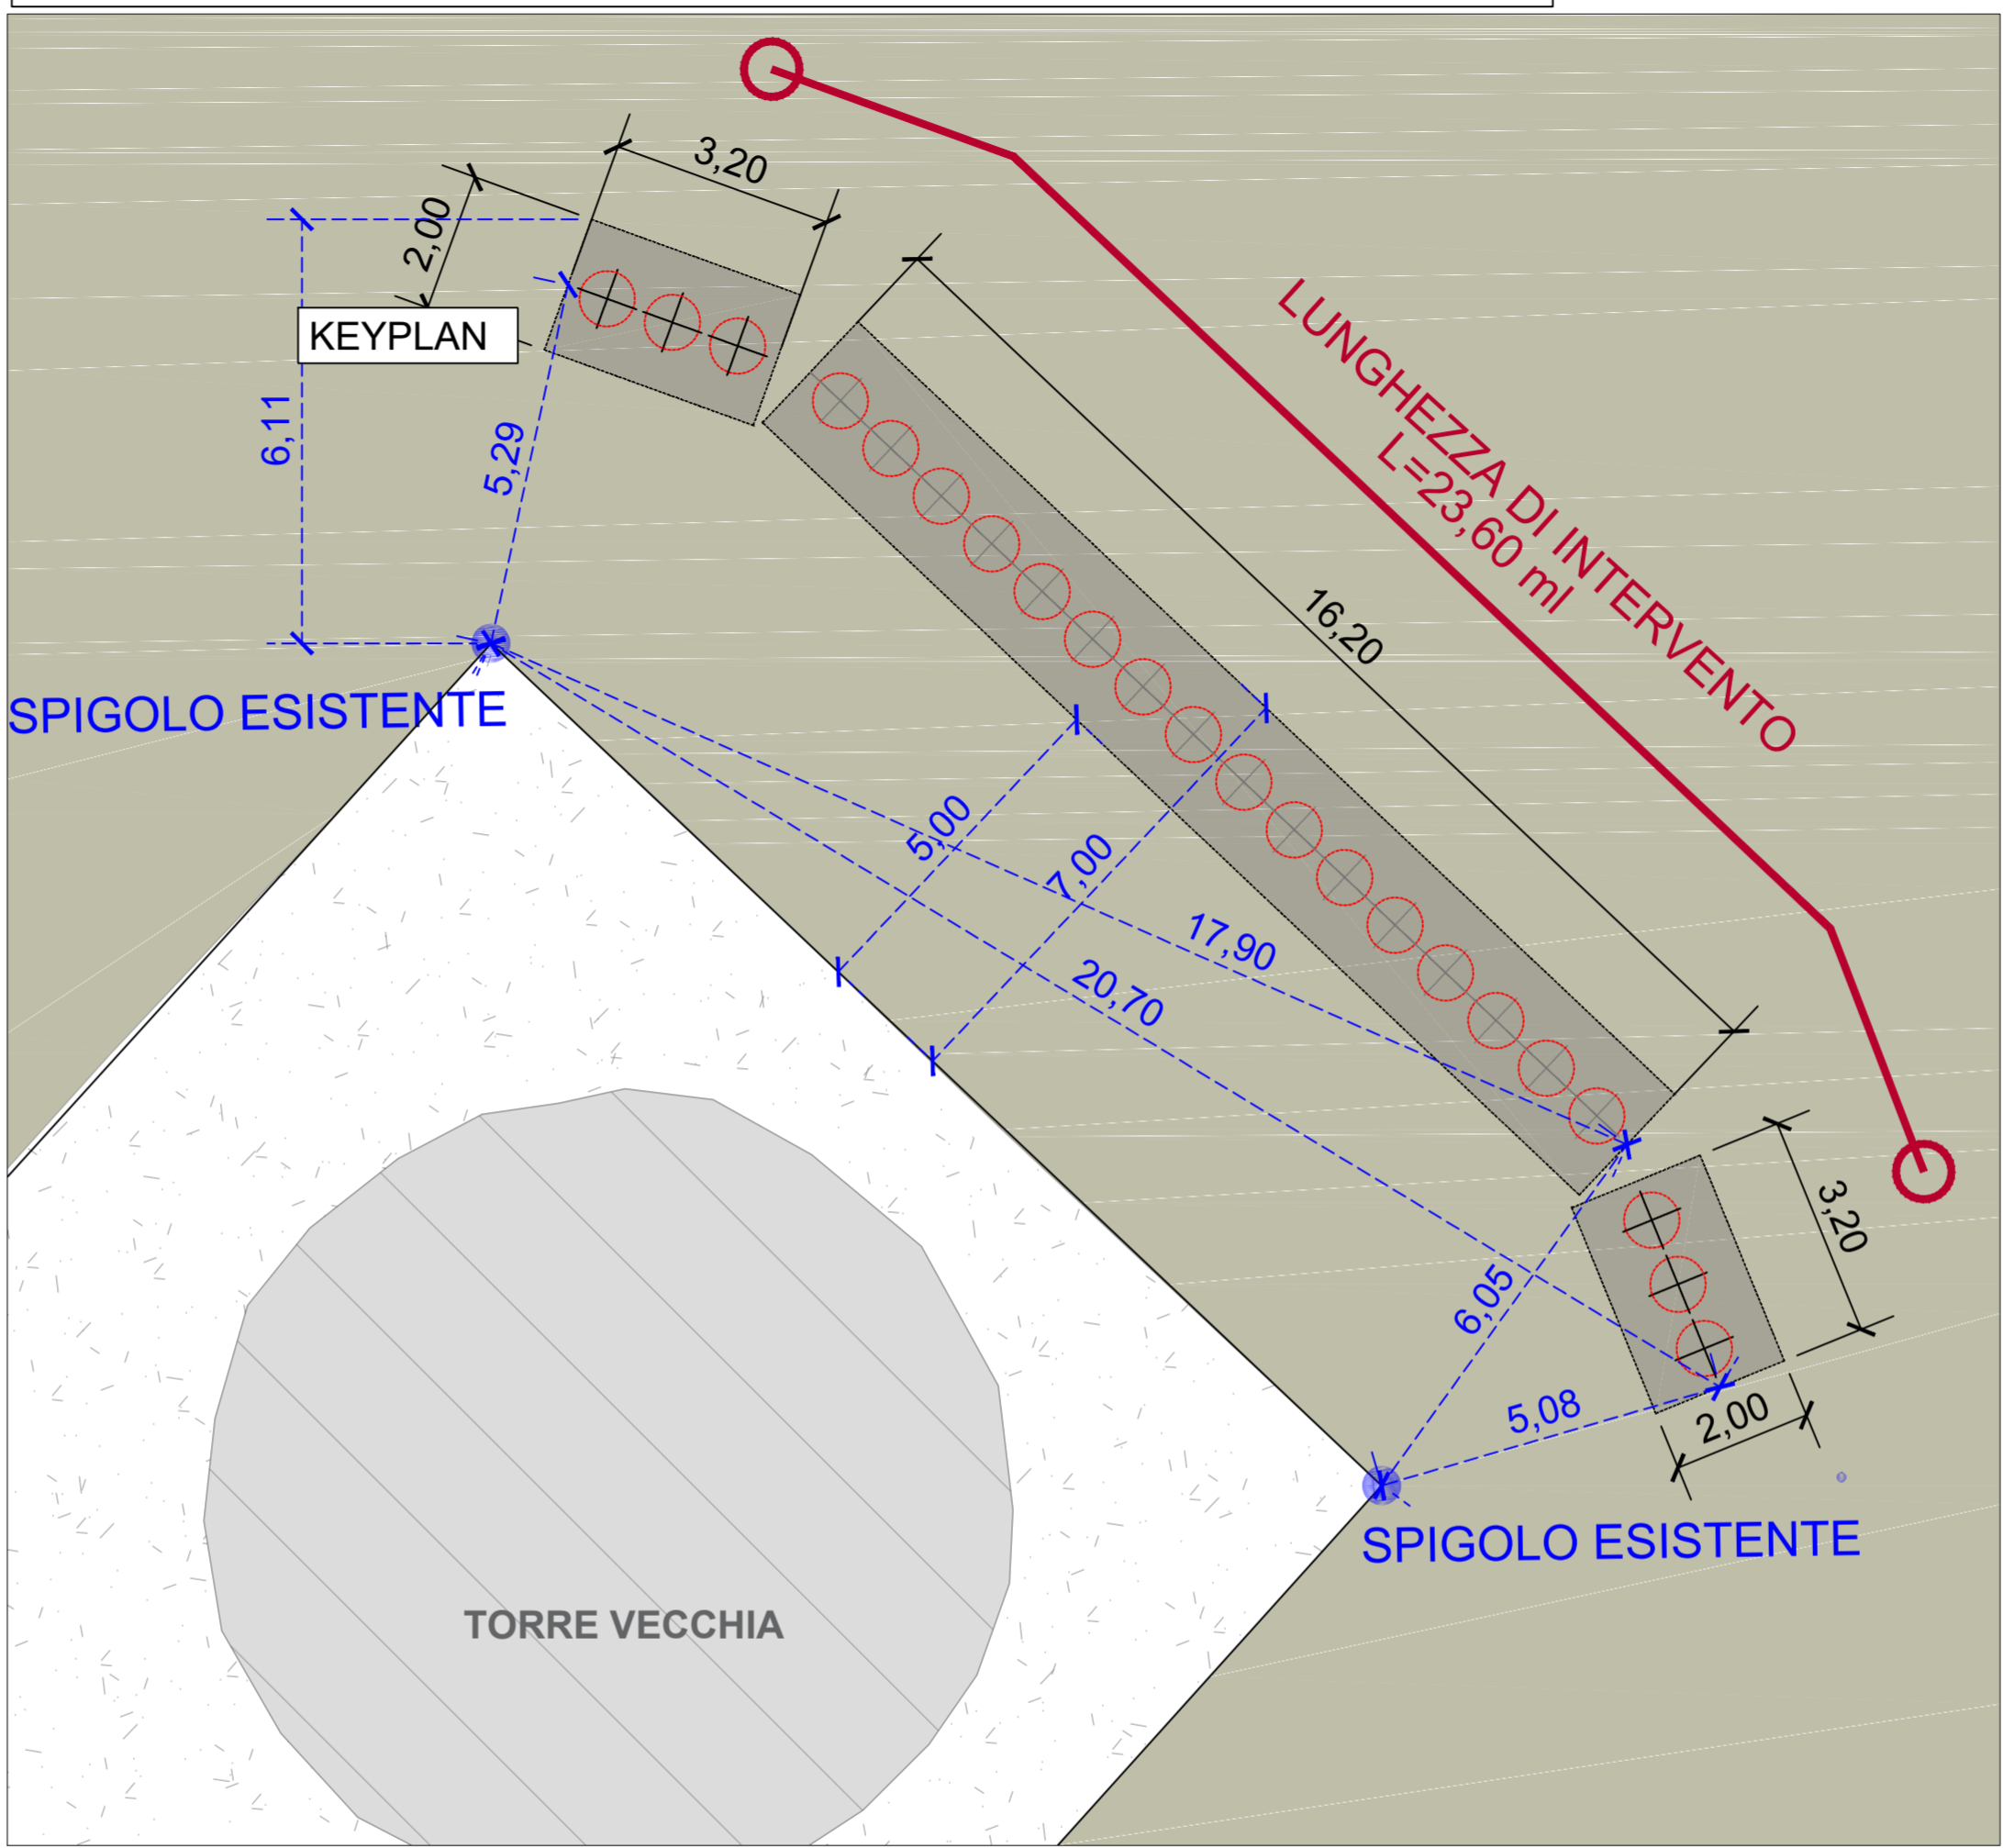 3,20
2,00
KEYPLAN
6,11
5,29
LUNGHEZZA DI INTERVENTO
L=23,60 ml
16,20
SPIGOLO ESISTENTE
5,00
7,00
17,90
20,70
3,20
6,05
5,08
2,00
SPIGOLO ESISTENTE
TORRE VECCHIA